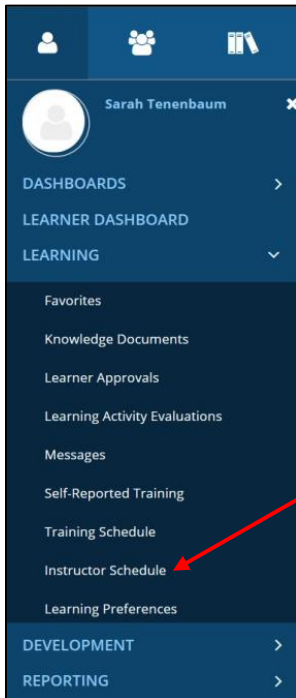 Sarah Tenenbaum
DASHBOARDS
LEARNER DASHBOARD
LEARNING
Favorites
Knowledge Documents
Learner Approvals
Learning Activity Evaluations
Messages
Self-Reported Training
Training Schedule
Instructor Schedule
Learning Preferences
DEVELOPMENT
REPORTING